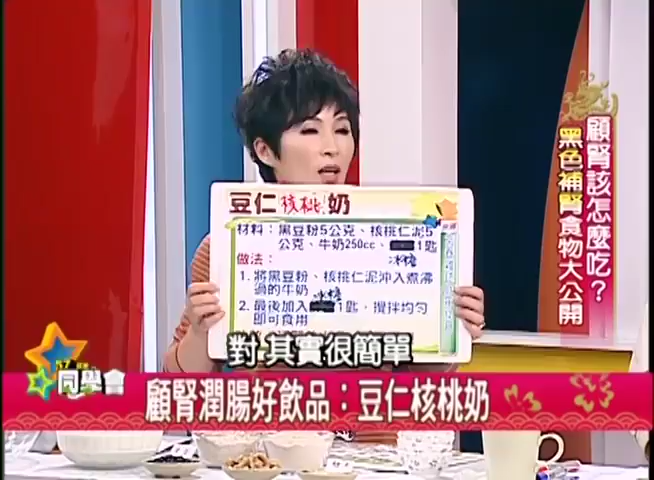 顧腎該怎麼吃？
黑色補腎食物大公開
豆仁核桃奶
材料：黑豆粉5公克、核桃仁泥5
公克、牛奶250cc、
1匙
冰糖
做法：
1. 將黑豆粉、核桃仁泥沖入煮沸
過的牛奶
冰糖
2. 最後加入
1匙，攪拌均勻
即可食用
對 其實很簡單
57
同學會
顧腎潤腸好飲品：豆仁核桃奶